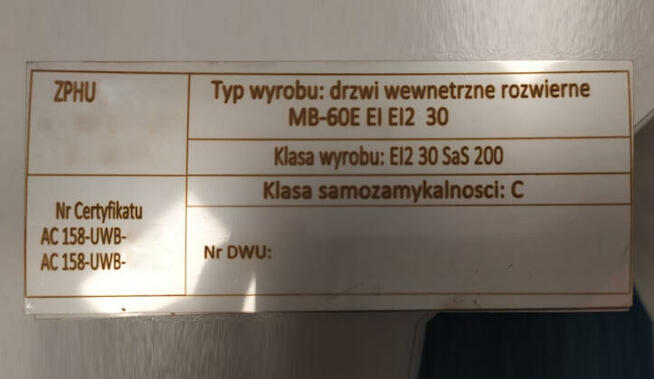 ZPHU
Typ wyrobu: drzwi wewnetrzne rozwierne
MB-60E EI EI2 30
Klasa wyrobu: EI2 30 SaS 200
Klasa samozamykalnosci: C
Nr Certyfikatu
AC 158-UWB-
AC 158-UWB-
Nr DWU: